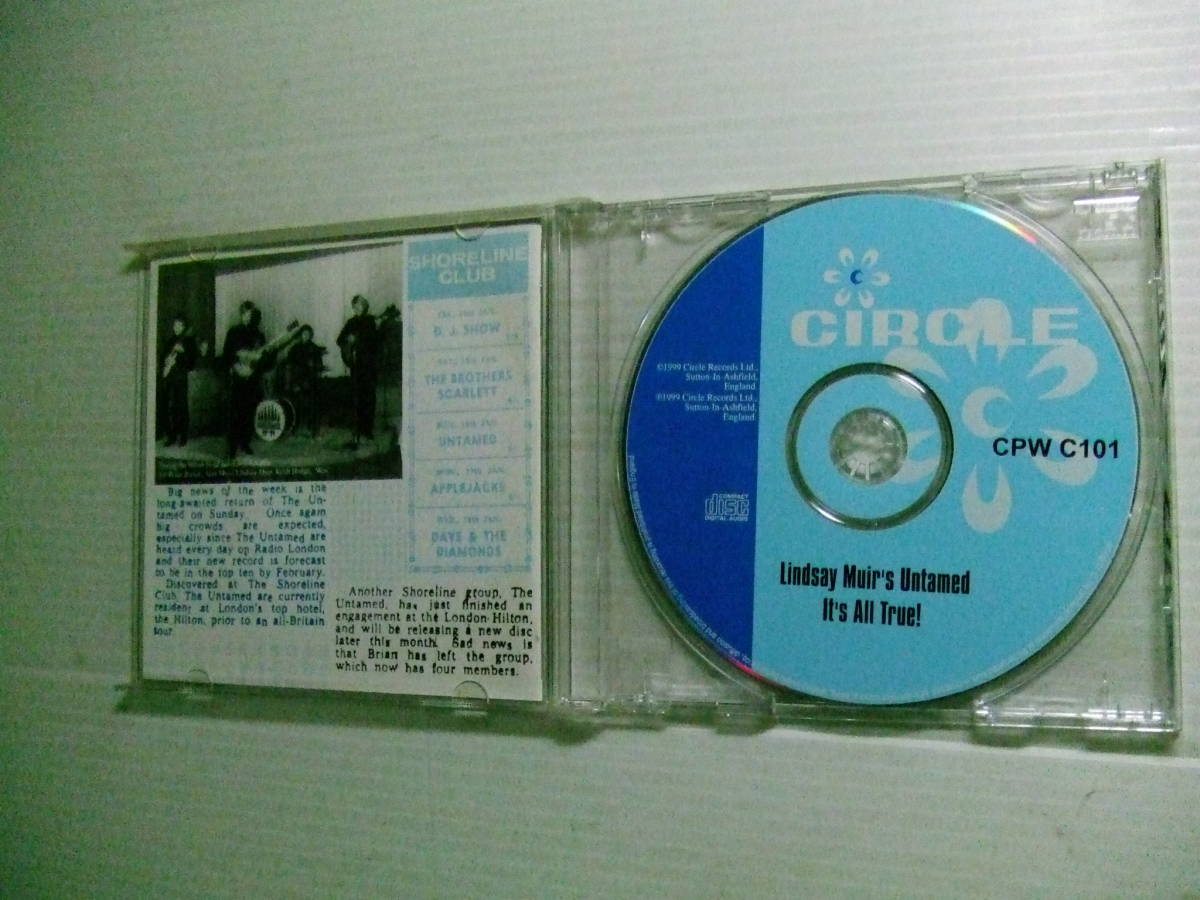 SHORELINE
CLUB
D. J. SHOW
THE BROTHERS
SCARLETT
UNTAMED
APPLEJACKS
DAVE & THE
DIAMONDS
Big news of the week is the
long-awaited return of The Un-
tamed on Sunday. Once again
big crowds are expected,
especially since The Untamed are
heard every day on Radio London
and their new record is forecast
to be in the top ten by February.
Discovered at The Shoreline
Club, The Untamed are currently
resident at London's top hotel,
the Hilton, prior to an all-Britain
tour
Another Shoreline group, The
Untamed, has just finished an
engagement at the London Hilton,
and will be releasing a new disc
later this month. Sad news is
that Brian has left the group,
which now has four members.
CIRCLE
©1999 Circle Records Ltd.,
Sutton-In-Ashfield,
England.
℗1999 Circle Records Ltd.,
Sutton-In-Ashfield,
England.
CPW C101
COMPACT
disc
DIGITAL AUDIO
Lindsay Muir's Untamed
It's All True!